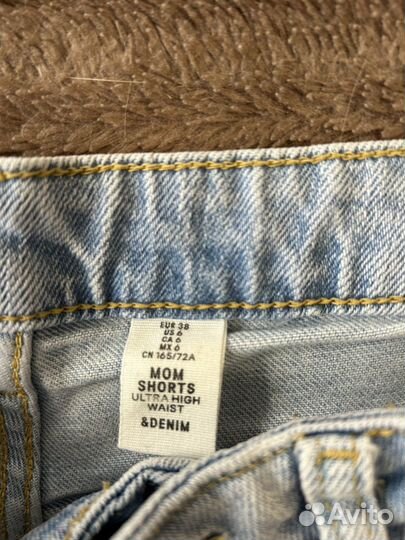 EUR 38
US 6
CA 6
MX 6
CN 165/72A
MOM
SHORTS
ULTRA HIGH
WAIST
&DENIM
Avito